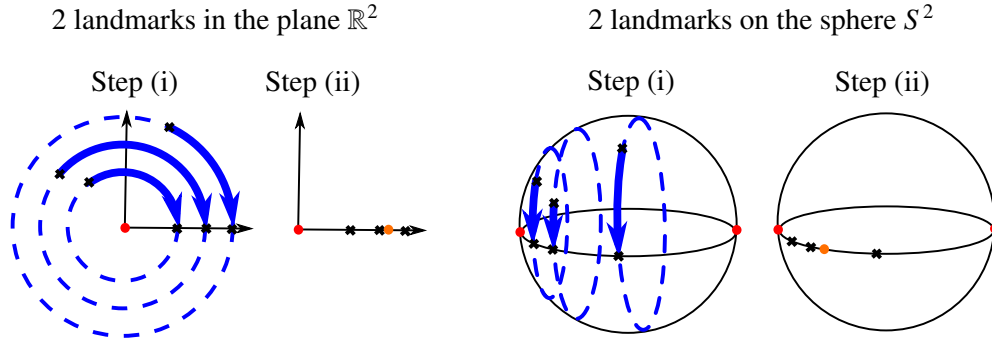 2 landmarks in the plane ℝ²
2 landmarks on the sphere S²
Step (i)
Step (ii)
Step (i)
Step (ii)